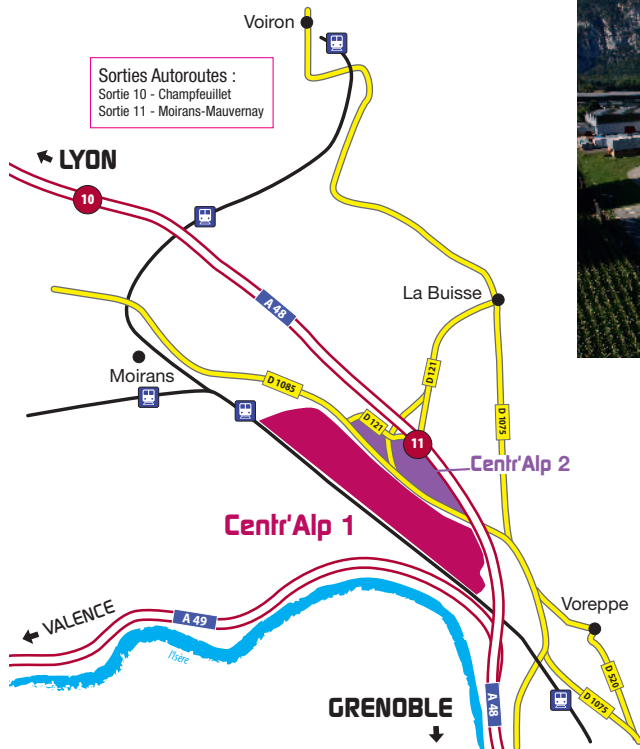 Voiron
Sorties Autoroutes :
Sortie 10 - Champfeuillet
Sortie 11 - Moirans-Mauvernay
LYON
10
A 48
La Buisse
Moirans
D 1085
D 121
D 121
D 1075
11
Centr'Alp 2
Centr'Alp 1
VALENCE
A 49
l'Isère
Voreppe
D 520
D 1075
A 48
GRENOBLE